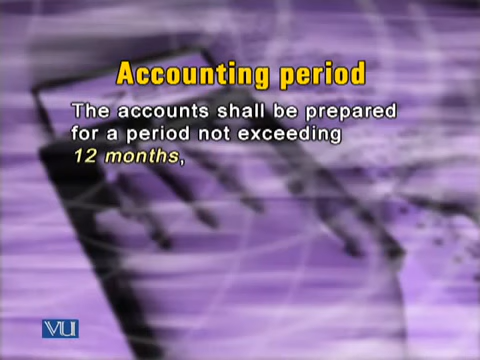 Accounting period
The accounts shall be prepared
for a period not exceeding
12 months,
VU